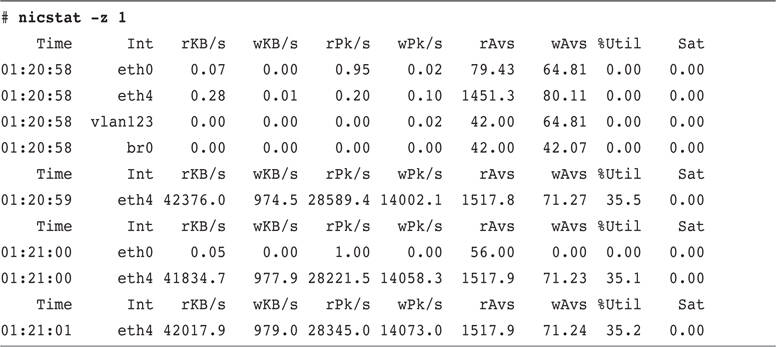 # nicstat -z 1
Time Int rKB/s wKB/s rPk/s wPk/s rAvs wAvs %Util Sat
01:20:58 eth0 0.07 0.00 0.95 0.02 79.43 64.81 0.00 0.00
01:20:58 eth4 0.28 0.01 0.20 0.10 1451.3 80.11 0.00 0.00
01:20:58 vlan123 0.00 0.00 0.00 0.02 42.00 64.81 0.00 0.00
01:20:58 br0 0.00 0.00 0.00 0.00 42.00 42.07 0.00 0.00
Time Int rKB/s wKB/s rPk/s wPk/s rAvs wAvs %Util Sat
01:20:59 eth4 42376.0 974.5 28589.4 14002.1 1517.8 71.27 35.5 0.00
Time Int rKB/s wKB/s rPk/s wPk/s rAvs wAvs %Util Sat
01:21:00 eth0 0.05 0.00 1.00 0.00 56.00 0.00 0.00 0.00
01:21:00 eth4 41834.7 977.9 28221.5 14058.3 1517.9 71.23 35.1 0.00
Time Int rKB/s wKB/s rPk/s wPk/s rAvs wAvs %Util Sat
01:21:01 eth4 42017.9 979.0 28345.0 14073.0 1517.9 71.24 35.2 0.00